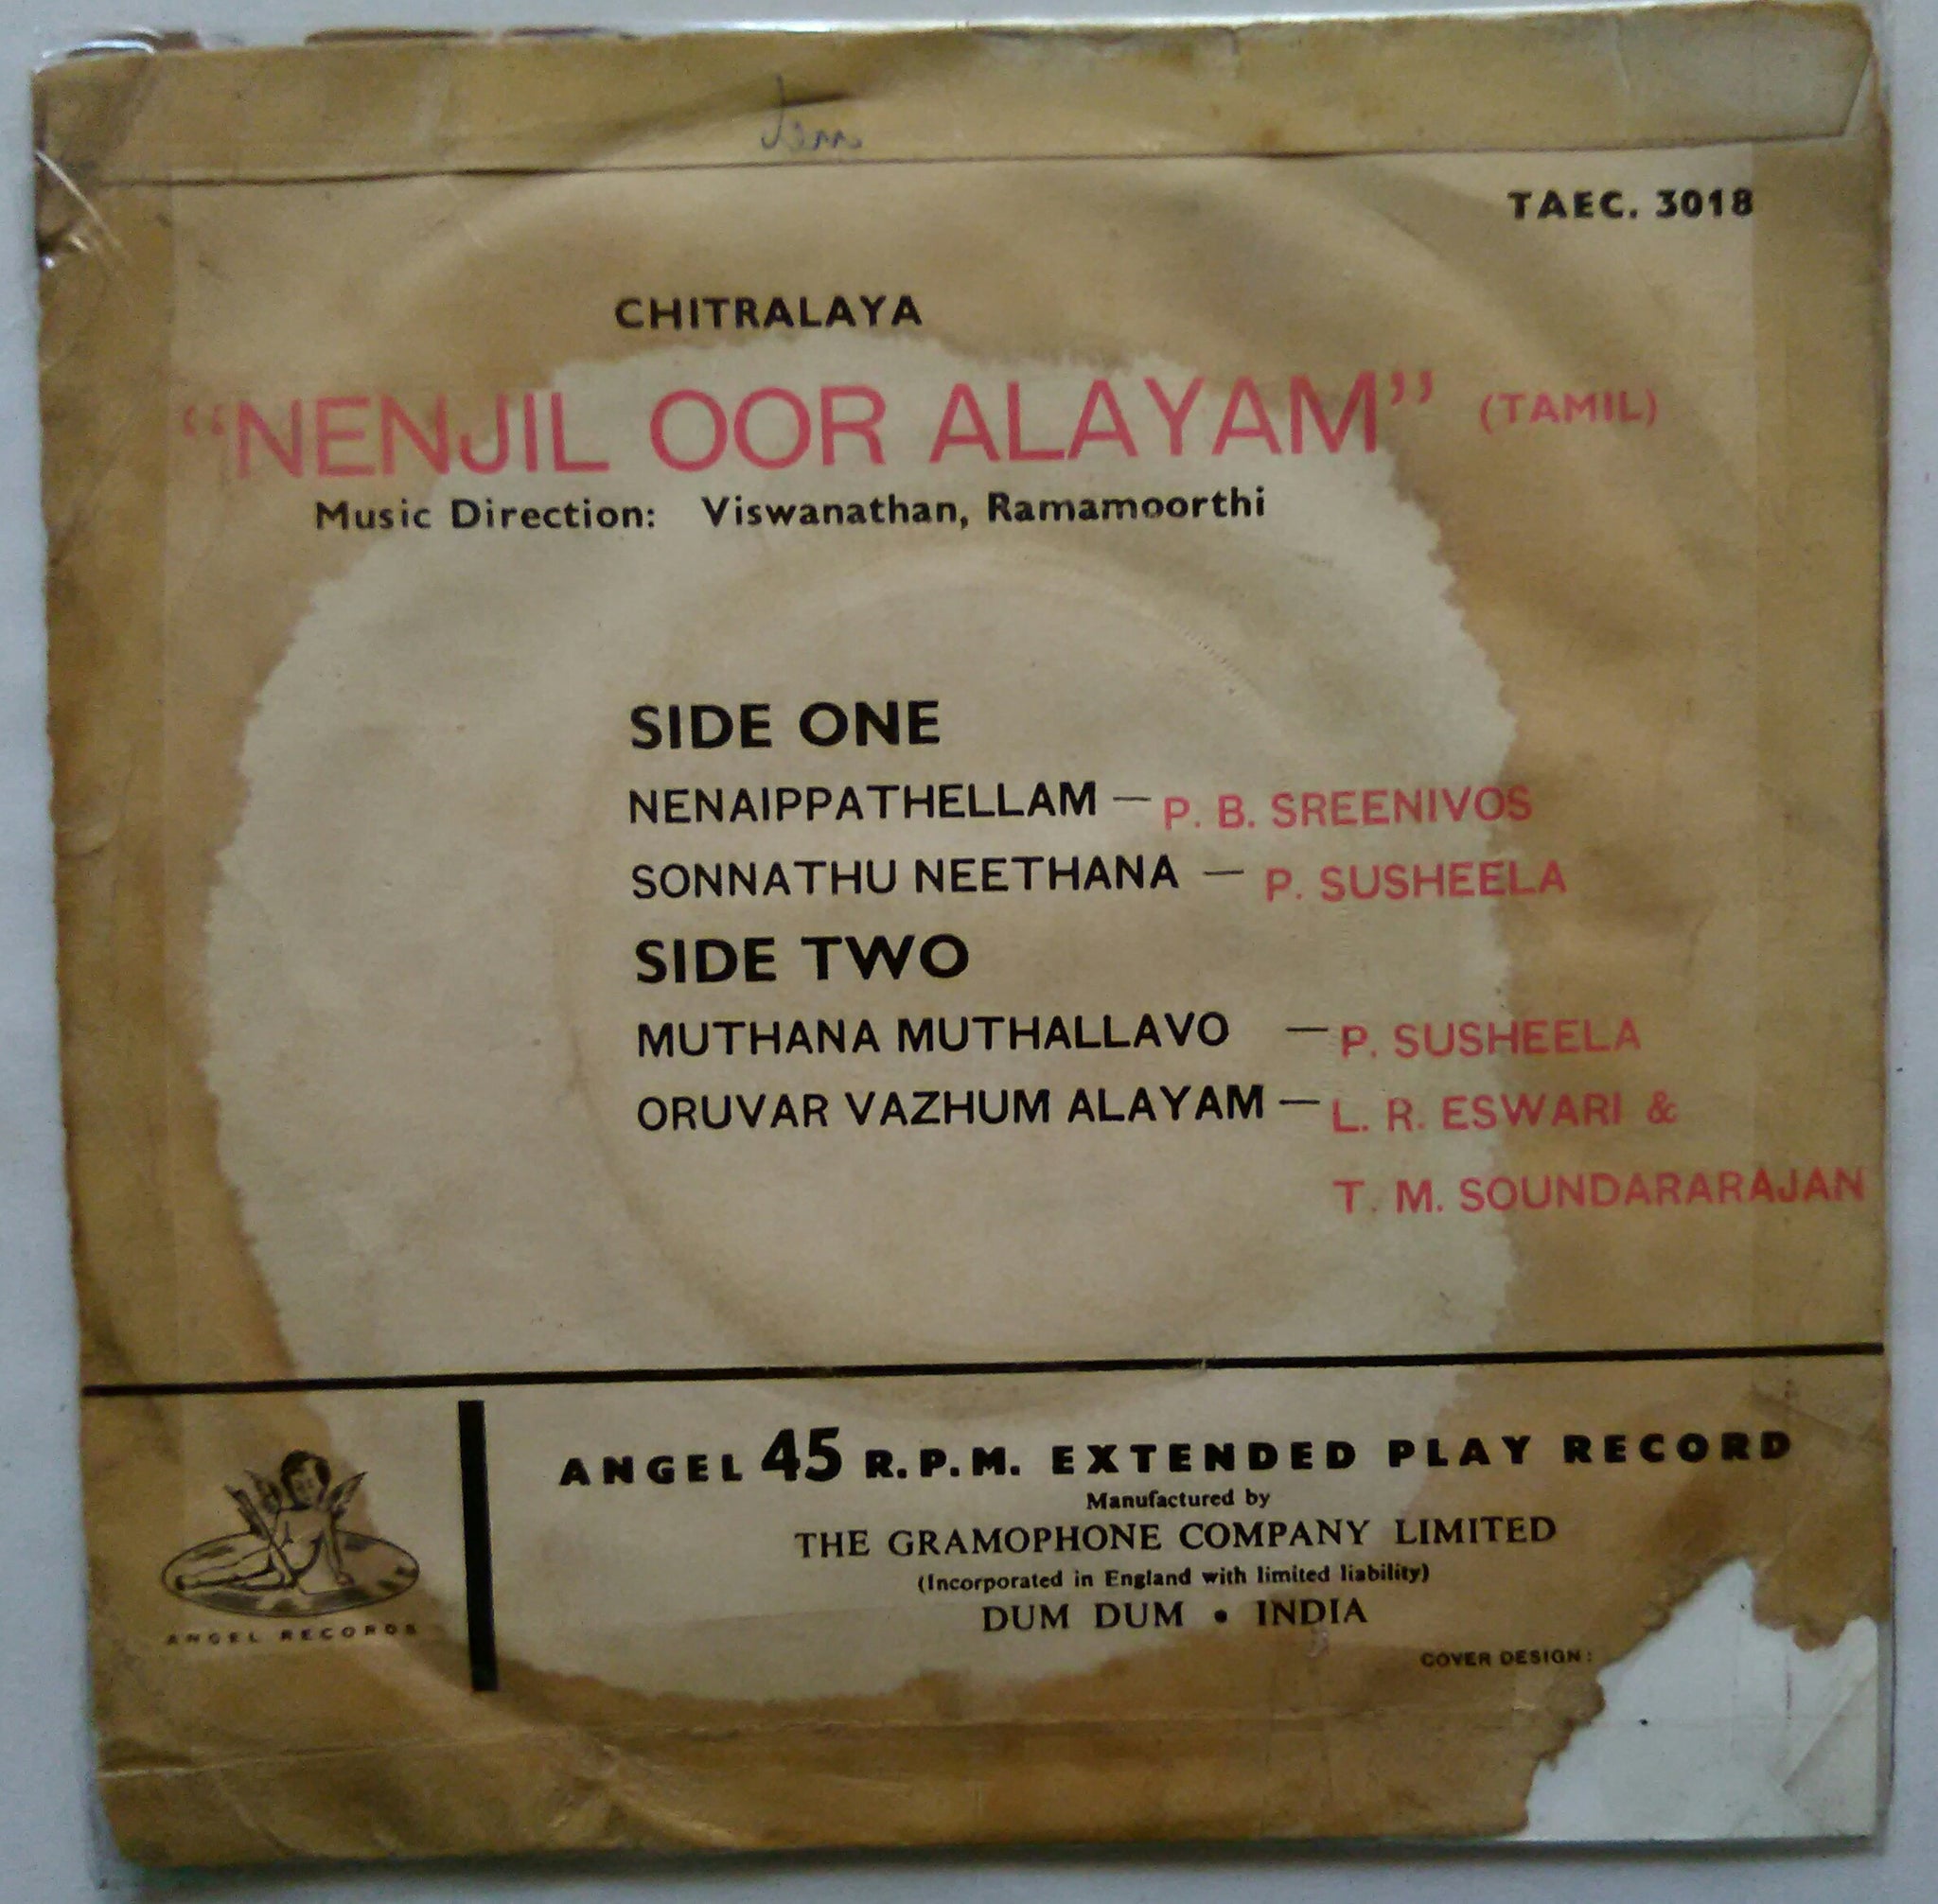 TAEC. 3018
CHITRALAYA
“NENJIL OOR ALAYAM” (TAMIL)
Music Direction: Viswanathan, Ramamoorthi
SIDE ONE
NENAIPPATHELLAM — P. B. SREENIVOS
SONNATHU NEETHANA — P. SUSHEELA
SIDE TWO
MUTHANA MUTHALLAVO — P. SUSHEELA
ORUVAR VAZHUM ALAYAM — L. R. ESWARI &
T. M. SOUNDARARAJAN
ANGEL 45 R.P.M. EXTENDED PLAY RECORD
Manufactured by
THE GRAMOPHONE COMPANY LIMITED
(Incorporated in England with limited liability)
DUM DUM • INDIA
ANGEL RECORDS
COVER DESIGN: